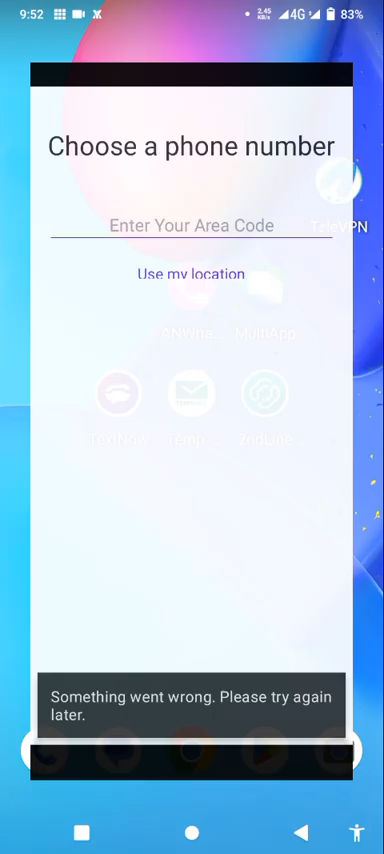 9:52
2.45
KB/s
4G
83%
Choose a phone number
Enter Your Area Code
TeleVPN
Use my location
MultiApp
TextNow
Temp
2ndLine
Something went wrong. Please try again
later.